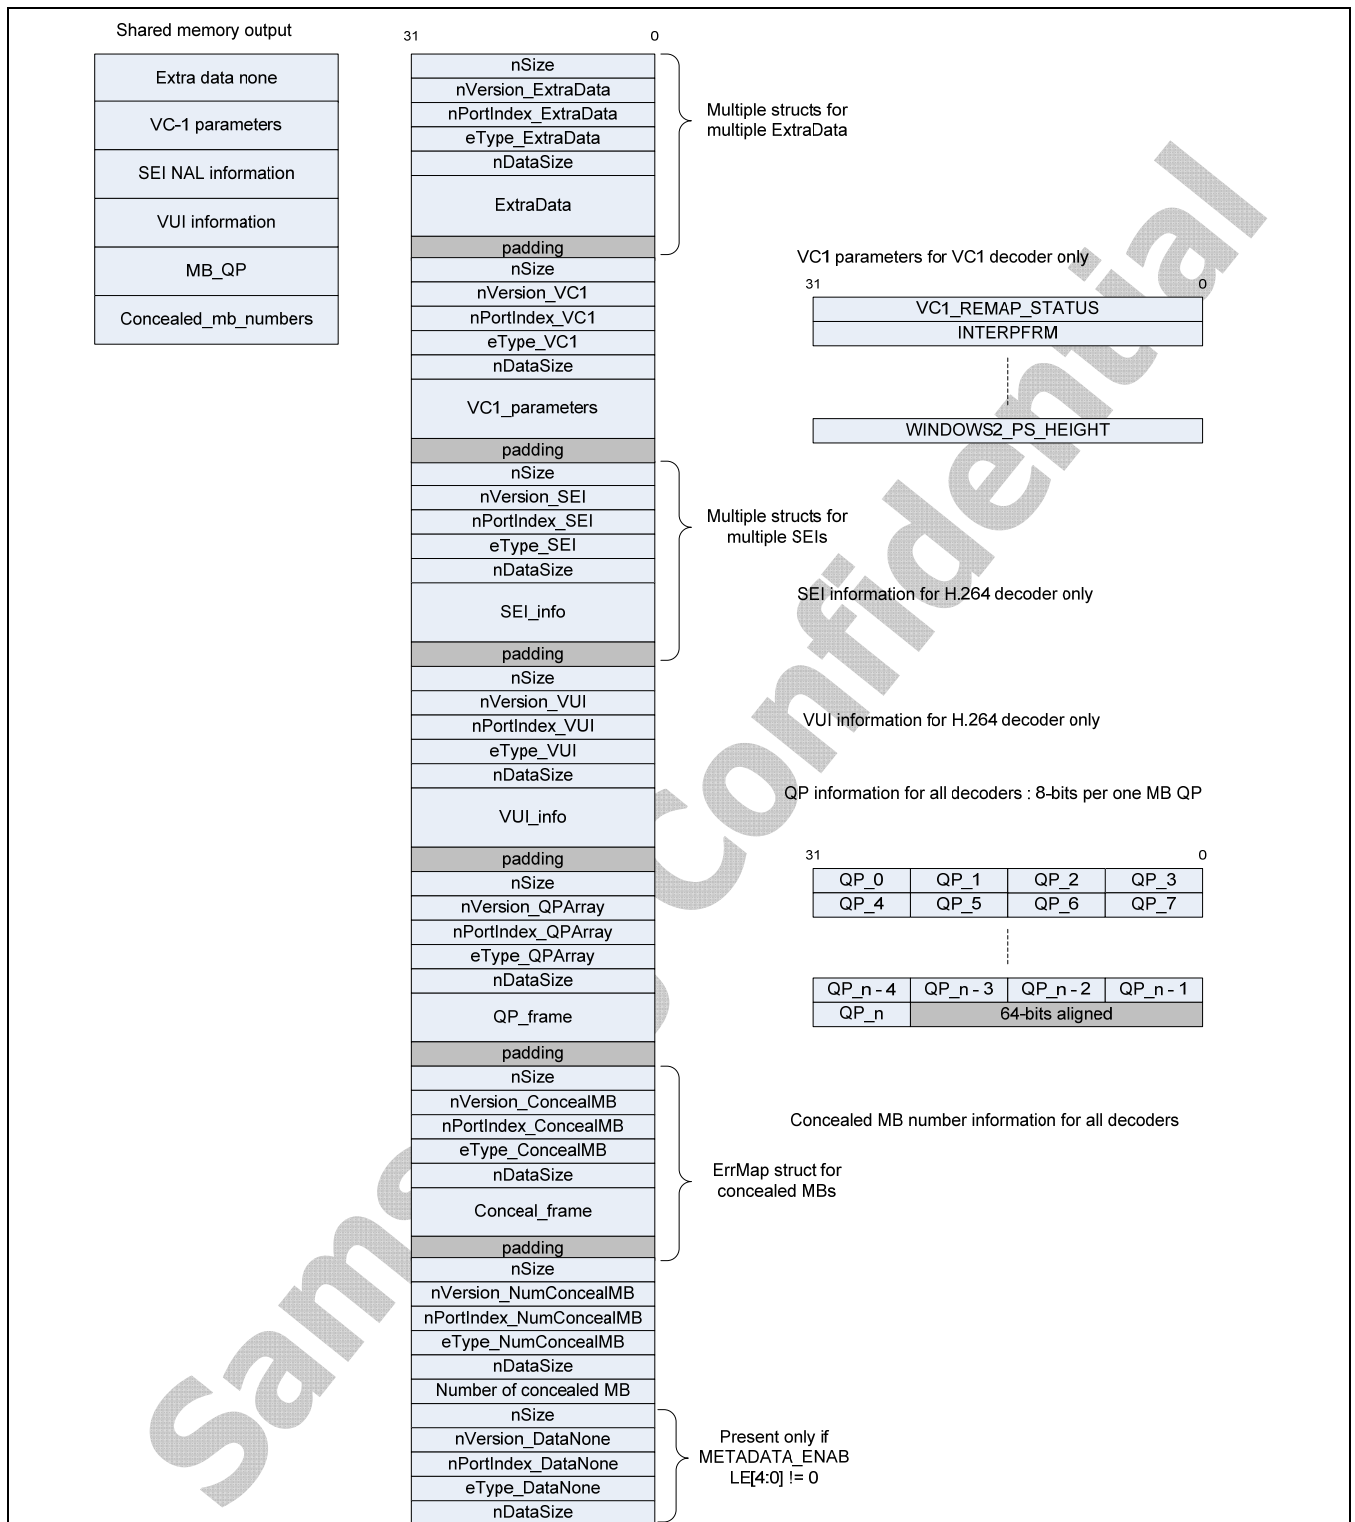 Shared memory output
Extra data none
VC-1 parameters
SEI NAL information
VUI information
MB_QP
Concealed_mb_numbers
31 0
nSize
nVersion_ExtraData
nPortIndex_ExtraData
eType_ExtraData
nDataSize
ExtraData
padding
Multiple structs for
multiple ExtraData
nSize
nVersion_VC1
nPortIndex_VC1
eType_VC1
nDataSize
VC1_parameters
padding
VC1 parameters for VC1 decoder only
31 0
VC1_REMAP_STATUS
INTERPFRM
WINDOWS2_PS_HEIGHT
nSize
nVersion_SEI
nPortIndex_SEI
eType_SEI
nDataSize
SEI_info
padding
Multiple structs for
multiple SEIs
SEI information for H.264 decoder only
nSize
nVersion_VUI
nPortIndex_VUI
eType_VUI
nDataSize
VUI_info
padding
VUI information for H.264 decoder only
QP information for all decoders : 8-bits per one MB QP
31 0
QP_0 QP_1 QP_2 QP_3
QP_4 QP_5 QP_6 QP_7
QP_n - 4 QP_n - 3 QP_n - 2 QP_n - 1
QP_n 64-bits aligned
nSize
nVersion_QPArray
nPortIndex_QPArray
eType_QPArray
nDataSize
QP_frame
padding
nSize
nVersion_ConcealMB
nPortIndex_ConcealMB
eType_ConcealMB
nDataSize
Conceal_frame
padding
Concealed MB number information for all decoders
ErrMap struct for
concealed MBs
nSize
nVersion_NumConcealMB
nPortIndex_NumConcealMB
eType_NumConcealMB
nDataSize
Number of concealed MB
nSize
nVersion_DataNone
nPortIndex_DataNone
eType_DataNone
nDataSize
Present only if
METADATA_ENAB
LE[4:0] != 0
Confidential